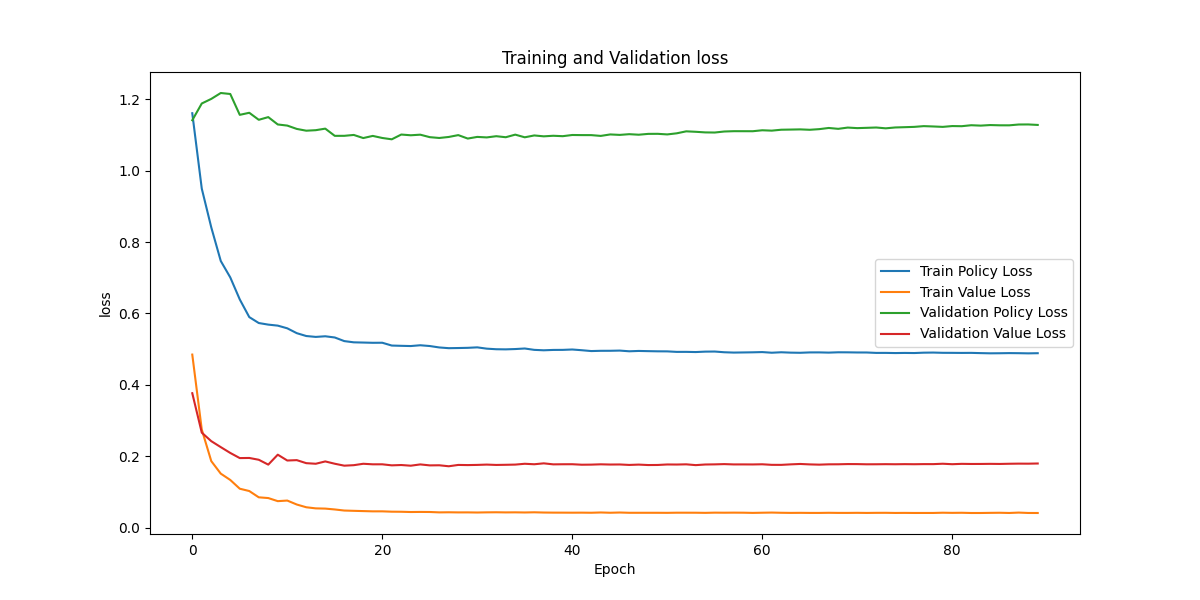 Training and Validation loss
1.2
1.0
0.8
0.6
0.4
0.2
0.0
loss
Train Policy Loss
Train Value Loss
Validation Policy Loss
Validation Value Loss
0 20 40 60 80
Epoch